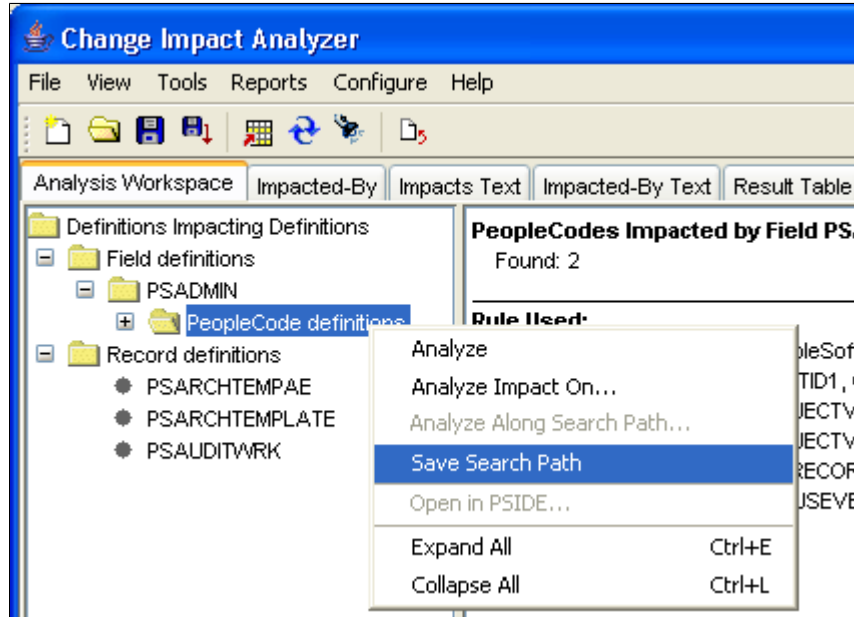 Change Impact Analyzer
File View Tools Reports Configure Help
Analysis Workspace Impacted-By Impacts Text Impacted-By Text Result Table
Definitions Impacting Definitions
Field definitions
PSADMIN
PeopleCode definitions
Record definitions
PSARCHTEMPAE
PSARCHTEMPLATE
PSAUDITWRK
PeopleCodes Impacted by Field PSA
Found: 2
Rule Used:
Analyze
Analyze Impact On...
Analyze Along Search Path...
Save Search Path
Open in PSIDE...
Expand All Ctrl+E
Collapse All Ctrl+L